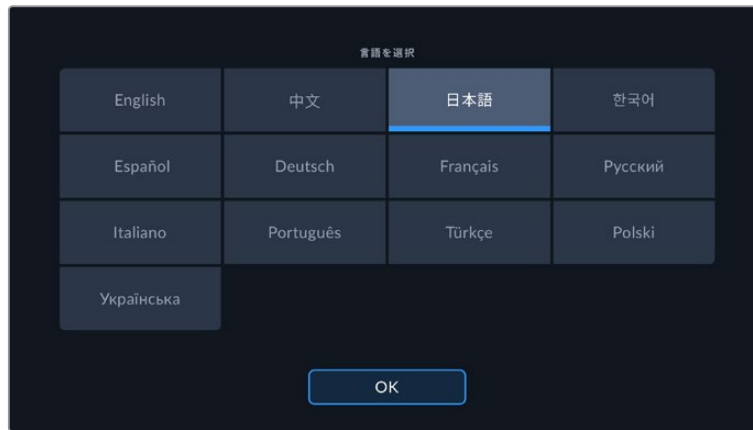 言語を選択
English 中文 日本語 한국어
Español Deutsch Français Русский
Italiano Português Türkçe Polski
Українська
OK